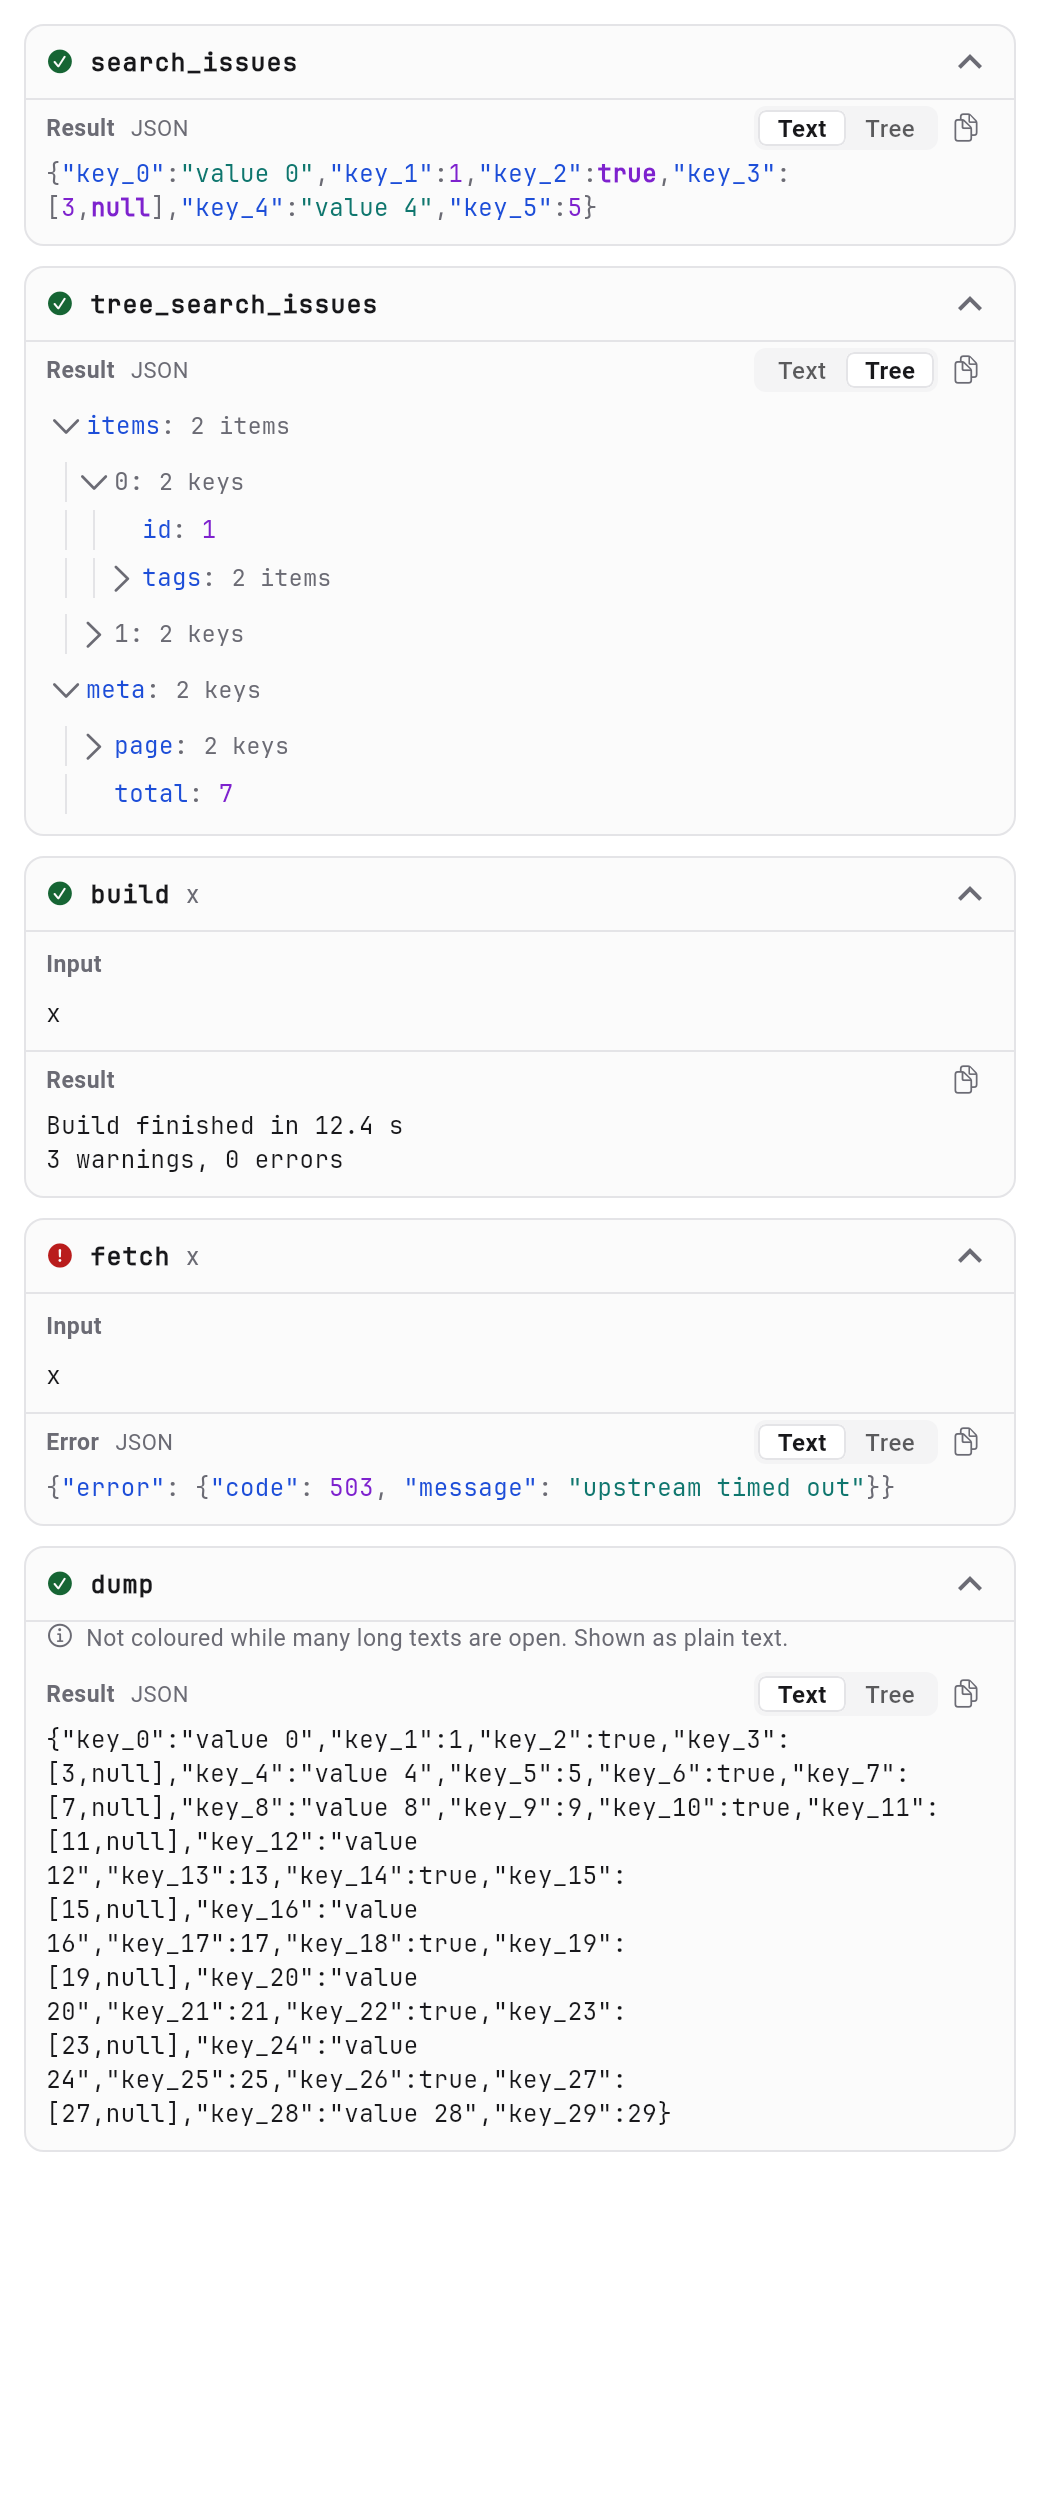 search_issues
Result JSON Text Tree
{"key_0":"value 0","key_1":1,"key_2":true,"key_3":
[3,null],"key_4":"value 4","key_5":5}
tree_search_issues
Result JSON Text Tree
items: 2 items
0: 2 keys
id: 1
tags: 2 items
1: 2 keys
meta: 2 keys
page: 2 keys
total: 7
build x
Input
x
Result
Build finished in 12.4 s
3 warnings, 0 errors
fetch x
Input
x
Error JSON Text Tree
{"error": {"code": 503, "message": "upstream timed out"}}
dump
Not coloured while many long texts are open. Shown as plain text.
Result JSON Text Tree
{"key_0":"value 0","key_1":1,"key_2":true,"key_3":
[3,null],"key_4":"value 4","key_5":5,"key_6":true,"key_7":
[7,null],"key_8":"value 8","key_9":9,"key_10":true,"key_11":
[11,null],"key_12":"value
12","key_13":13,"key_14":true,"key_15":
[15,null],"key_16":"value
16","key_17":17,"key_18":true,"key_19":
[19,null],"key_20":"value
20","key_21":21,"key_22":true,"key_23":
[23,null],"key_24":"value
24","key_25":25,"key_26":true,"key_27":
[27,null],"key_28":"value 28","key_29":29}